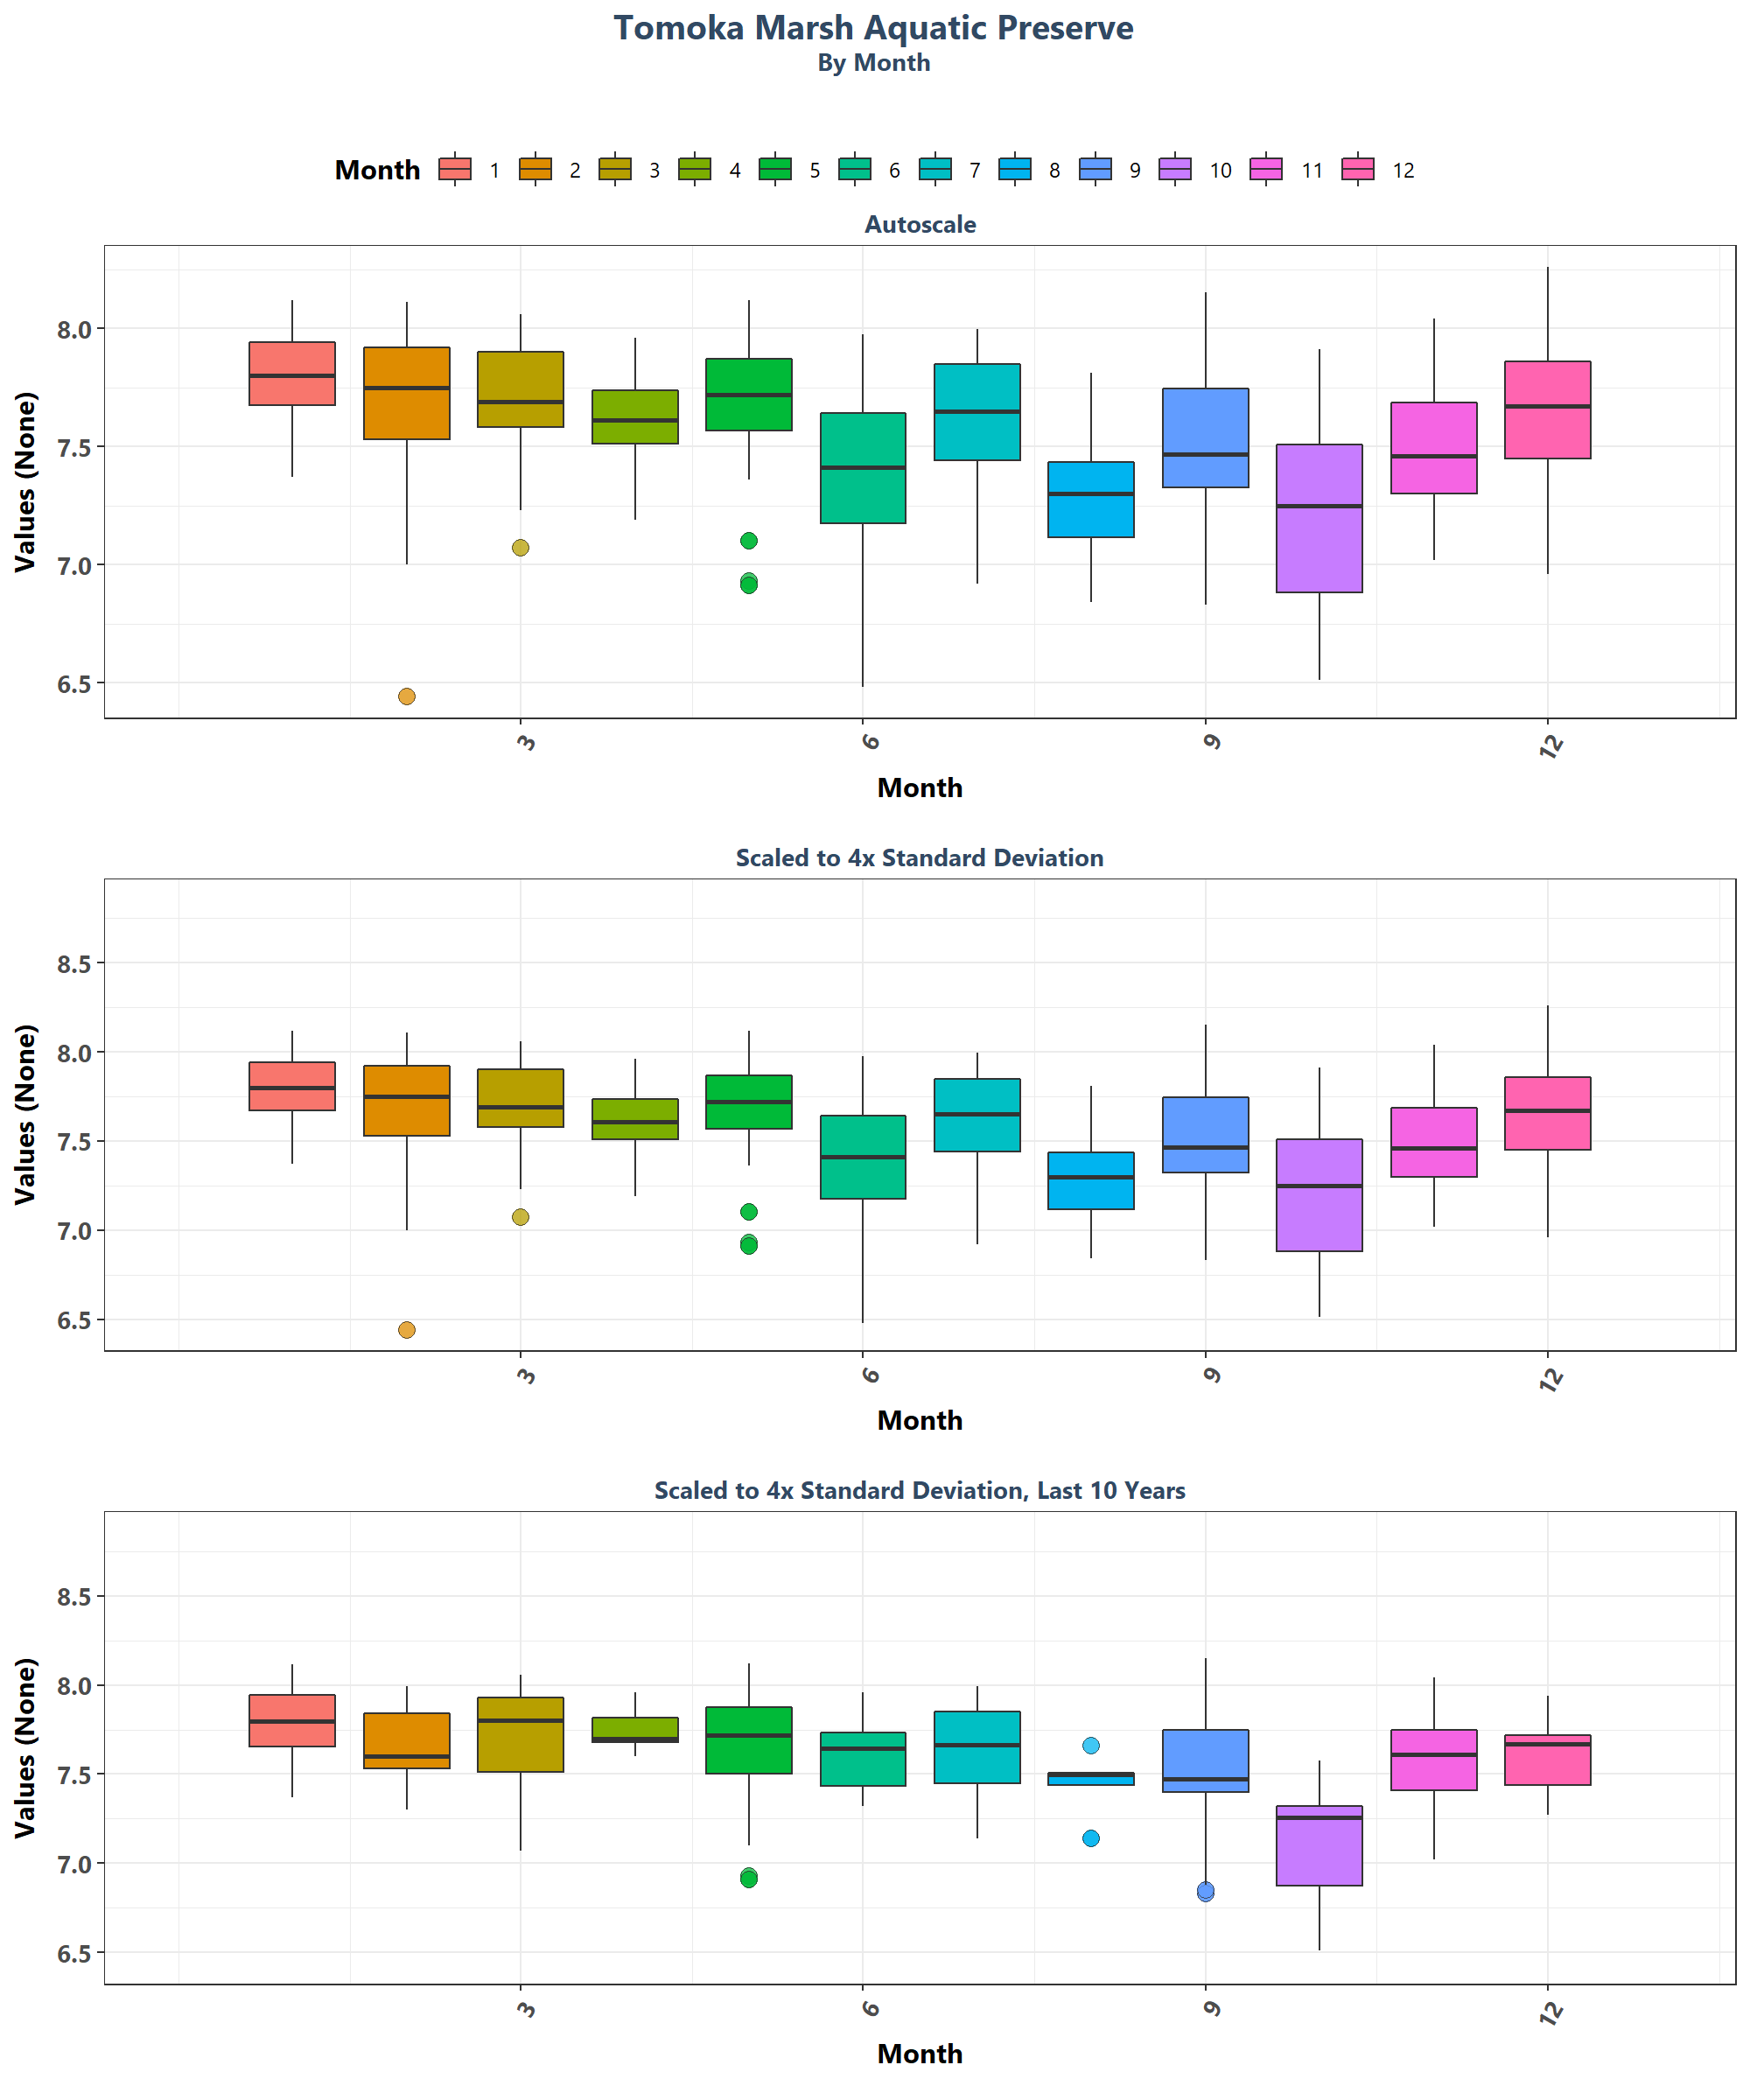 Tomoka Marsh Aquatic Preserve
By Month
Month 1 2 3 4 5 6 7 8 9 10 11 12
Autoscale
Values (None)
8.0
7.5
7.0
6.5
3 6 9 12
Month
Scaled to 4x Standard Deviation
Values (None)
8.5
8.0
7.5
7.0
6.5
3 6 9 12
Month
Scaled to 4x Standard Deviation, Last 10 Years
Values (None)
8.5
8.0
7.5
7.0
6.5
3 6 9 12
Month